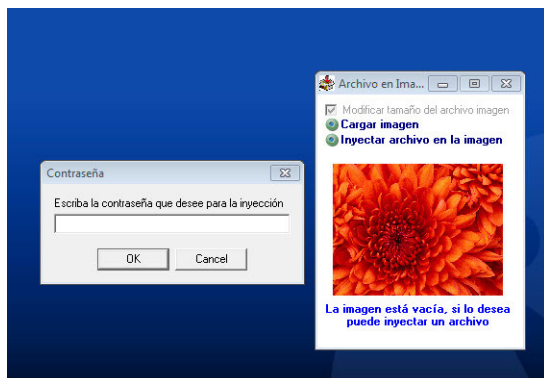 Archivo en Ima...
Modificar tamaño del archivo imagen
Cargar imagen
Inyectar archivo en la imagen
Contraseña
Escriba la contraseña que desee para la inyección
OK
Cancel
La imagen está vacía, si lo desea
puede inyectar un archivo